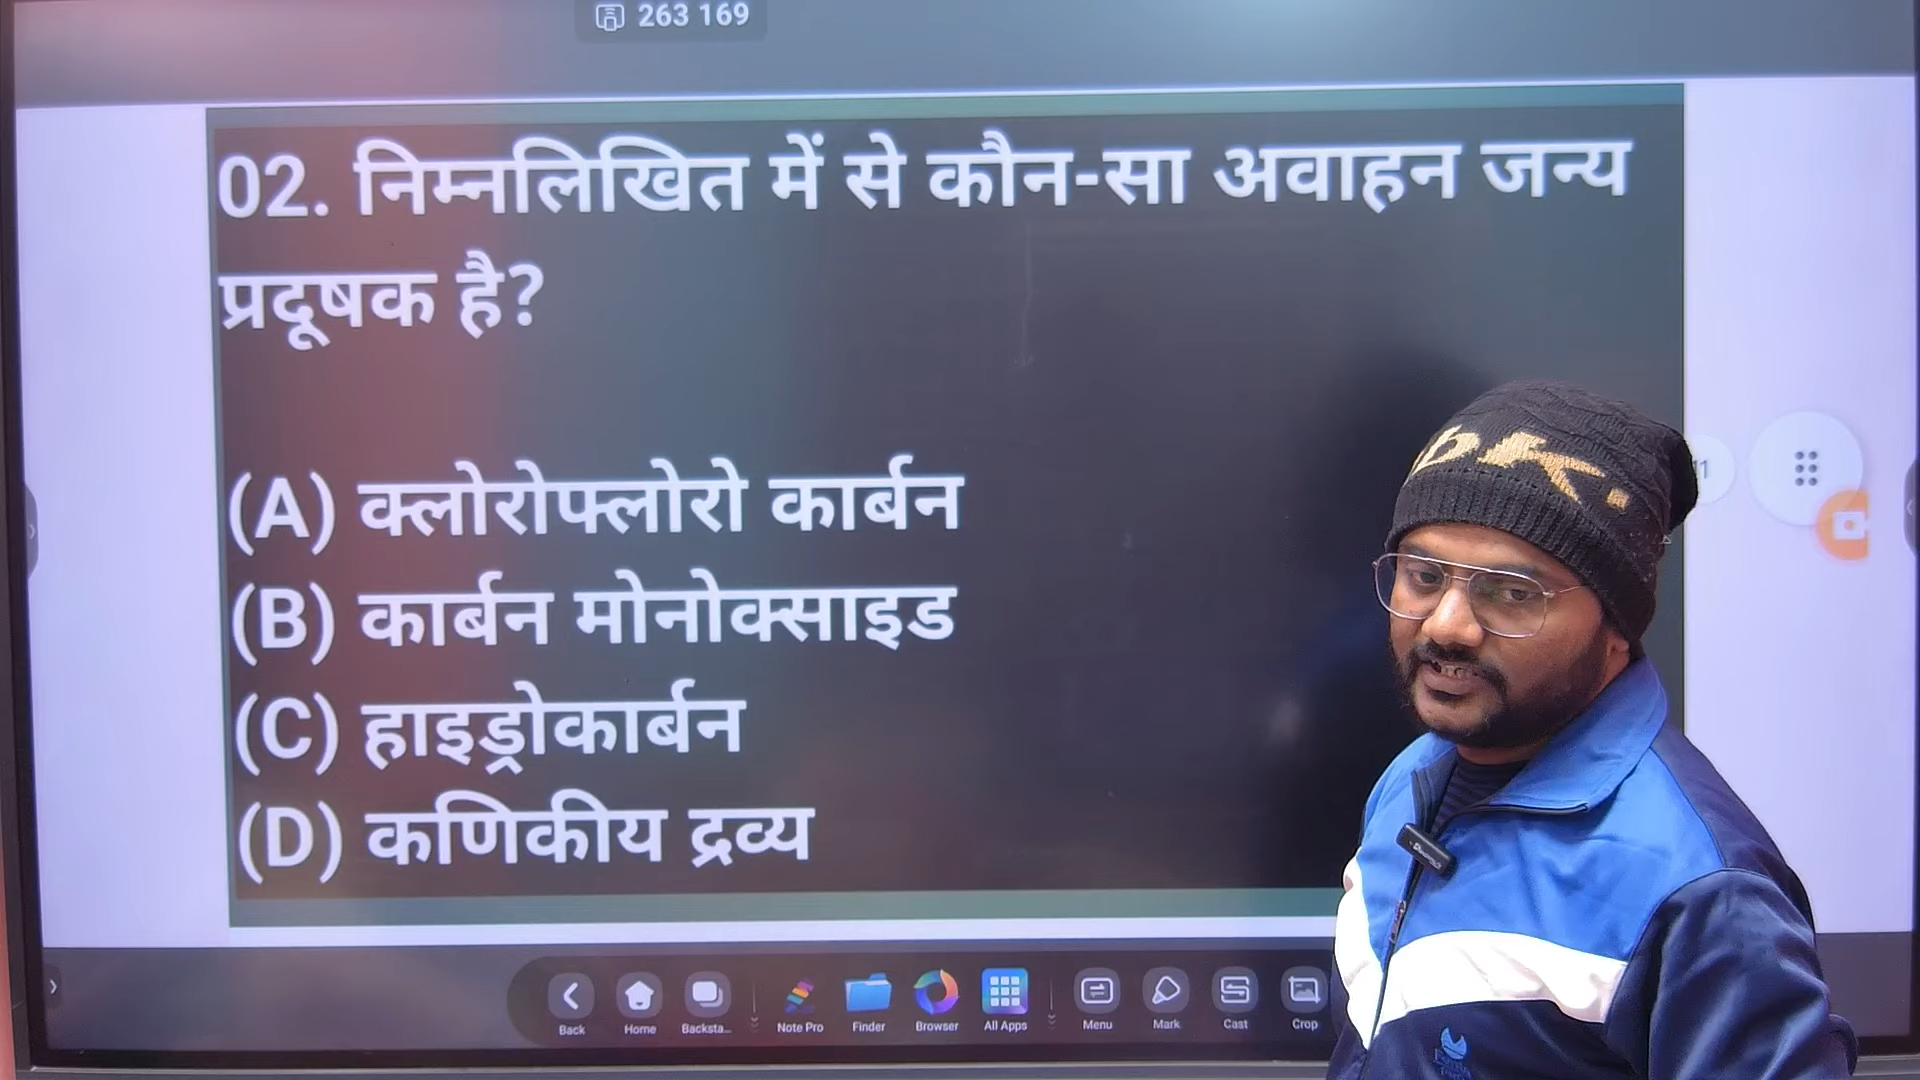 263 169
02. निम्नलिखित में से कौन-सा अवाहन जन्य
प्रदूषक है?
(A) क्लोरोफ्लोरो कार्बन
(B) कार्बन मोनोक्साइड
(C) हाइड्रोकार्बन
(D) कणिकीय द्रव्य
bK.
Back Home Backsta... Note Pro Finder Browser All Apps Menu Mark Cast Crop